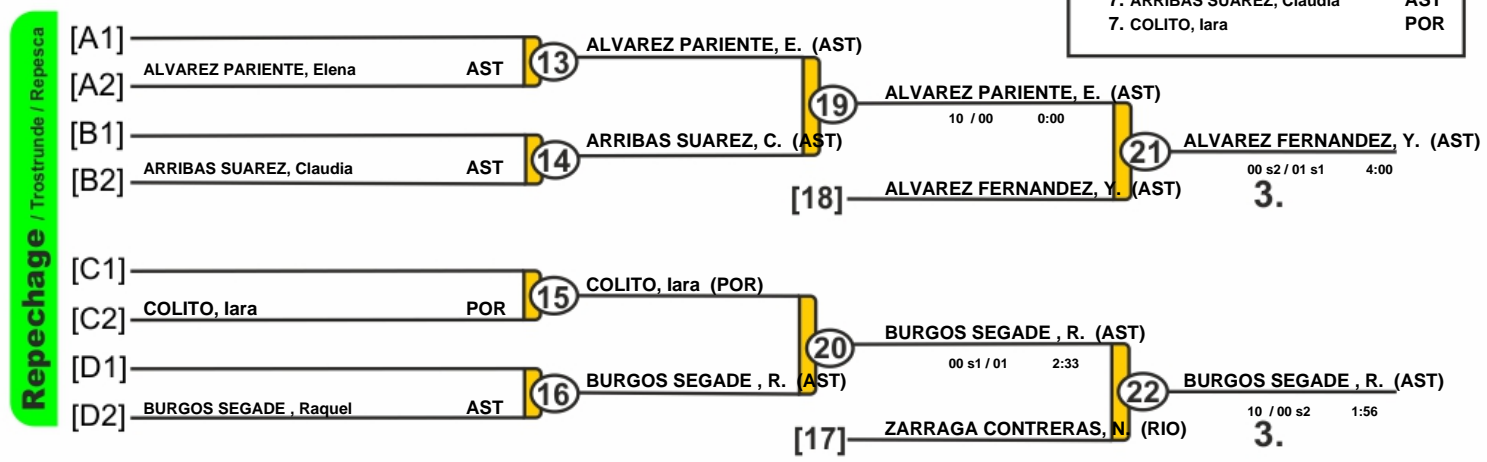 7. ARRIBAS SUAREZ, Claudia AST
7. COLITO, Iara POR
Repechage / Trostrunde / Repesca
[A1]
[A2] ALVAREZ PARIENTE, Elena AST
13
ALVAREZ PARIENTE, E. (AST)
[B1]
[B2] ARRIBAS SUAREZ, Claudia AST
14
ARRIBAS SUAREZ, C. (AST)
19
ALVAREZ PARIENTE, E. (AST)
10 / 00 0:00
[18] ALVAREZ FERNANDEZ, Y. (AST)
21
ALVAREZ FERNANDEZ, Y. (AST)
00 s2 / 01 s1 4:00
3.
[C1]
[C2] COLITO, Iara POR
15
COLITO, Iara (POR)
[D1]
[D2] BURGOS SEGADE , Raquel AST
16
BURGOS SEGADE , R. (AST)
20
BURGOS SEGADE , R. (AST)
00 s1 / 01 2:33
[17] ZARRAGA CONTRERAS, N. (RIO)
22
BURGOS SEGADE , R. (AST)
10 / 00 s2 1:56
3.